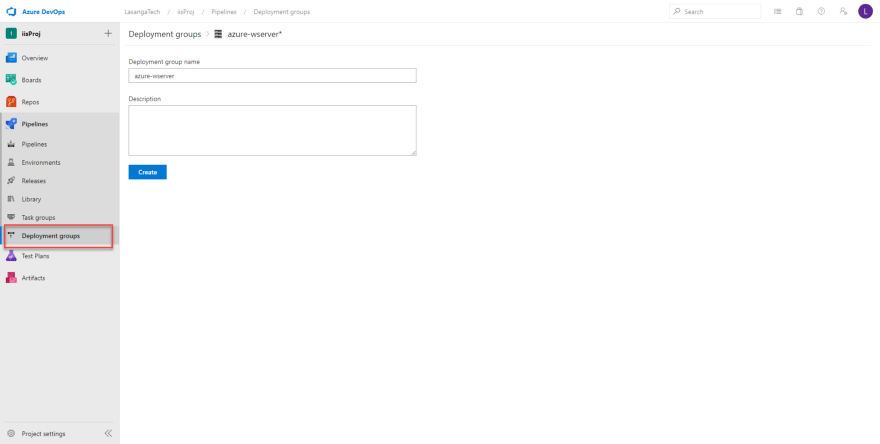 Azure DevOps
LasangaTech / iisProj / Pipelines / Deployment groups
Search
L
iisProj
Deployment groups > azure-wserver*
Overview
Boards
Repos
Pipelines
Pipelines
Environments
Releases
Library
Task groups
Deployment groups
Test Plans
Artifacts
Project settings
Deployment group name
azure-wserver
Description
Create